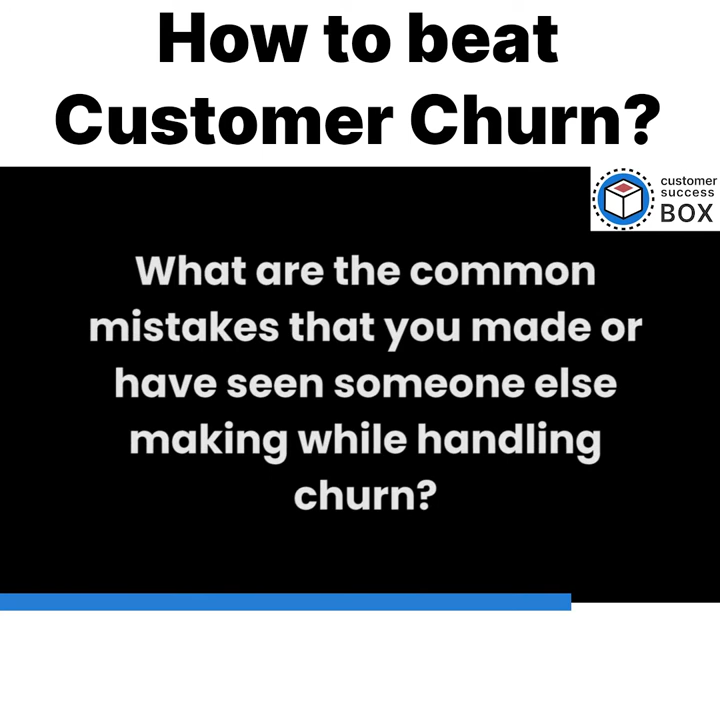 How to beat
Customer Churn?
customer
success
BOX
What are the common
mistakes that you made or
have seen someone else
making while handling
churn?